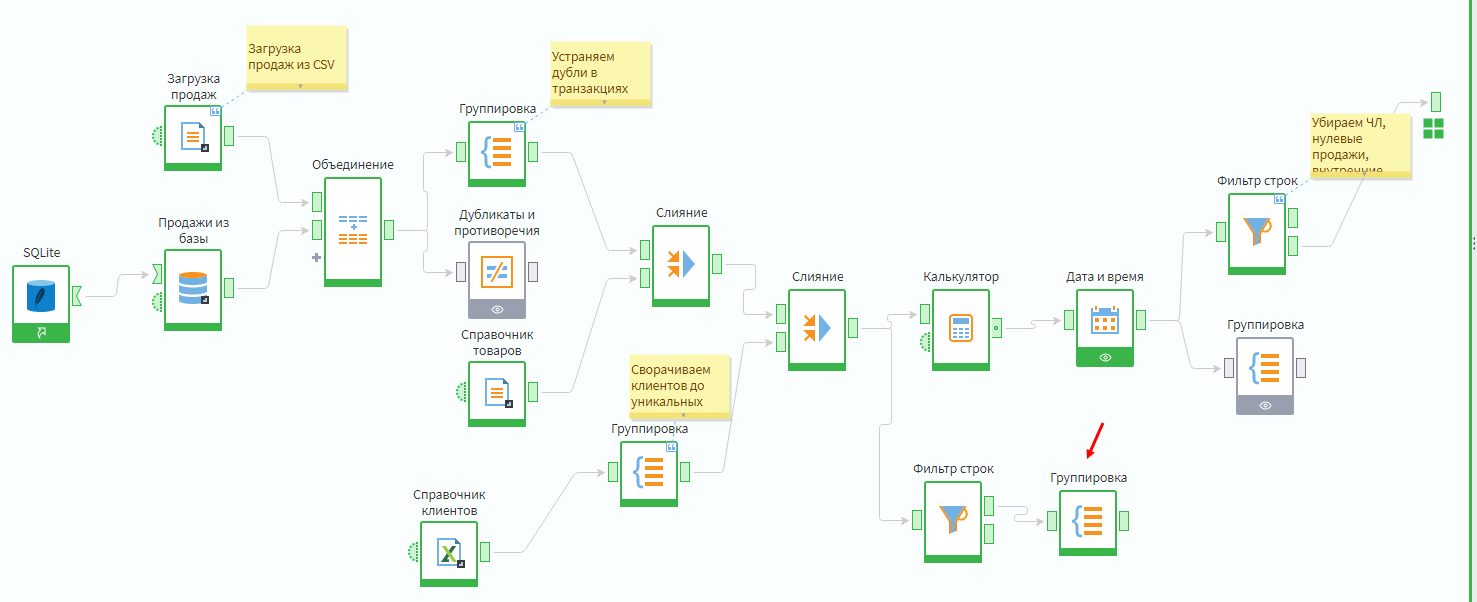 Загрузка
продаж из CSV
Устраняем
дубли в
транзакциях
Загрузка
продаж
Группировка
Убираем ЧЛ,
нулевые
продажи,
внутренние
Объединение
Фильтр строк
Продажи из
базы
Дубликаты и
противоречия
Слияние
SQLite
Слияние
Калькулятор
Дата и время
Справочник
товаров
Группировка
Сворачиваем
клиентов до
уникальных
Группировка
Фильтр строк
Группировка
Справочник
клиентов